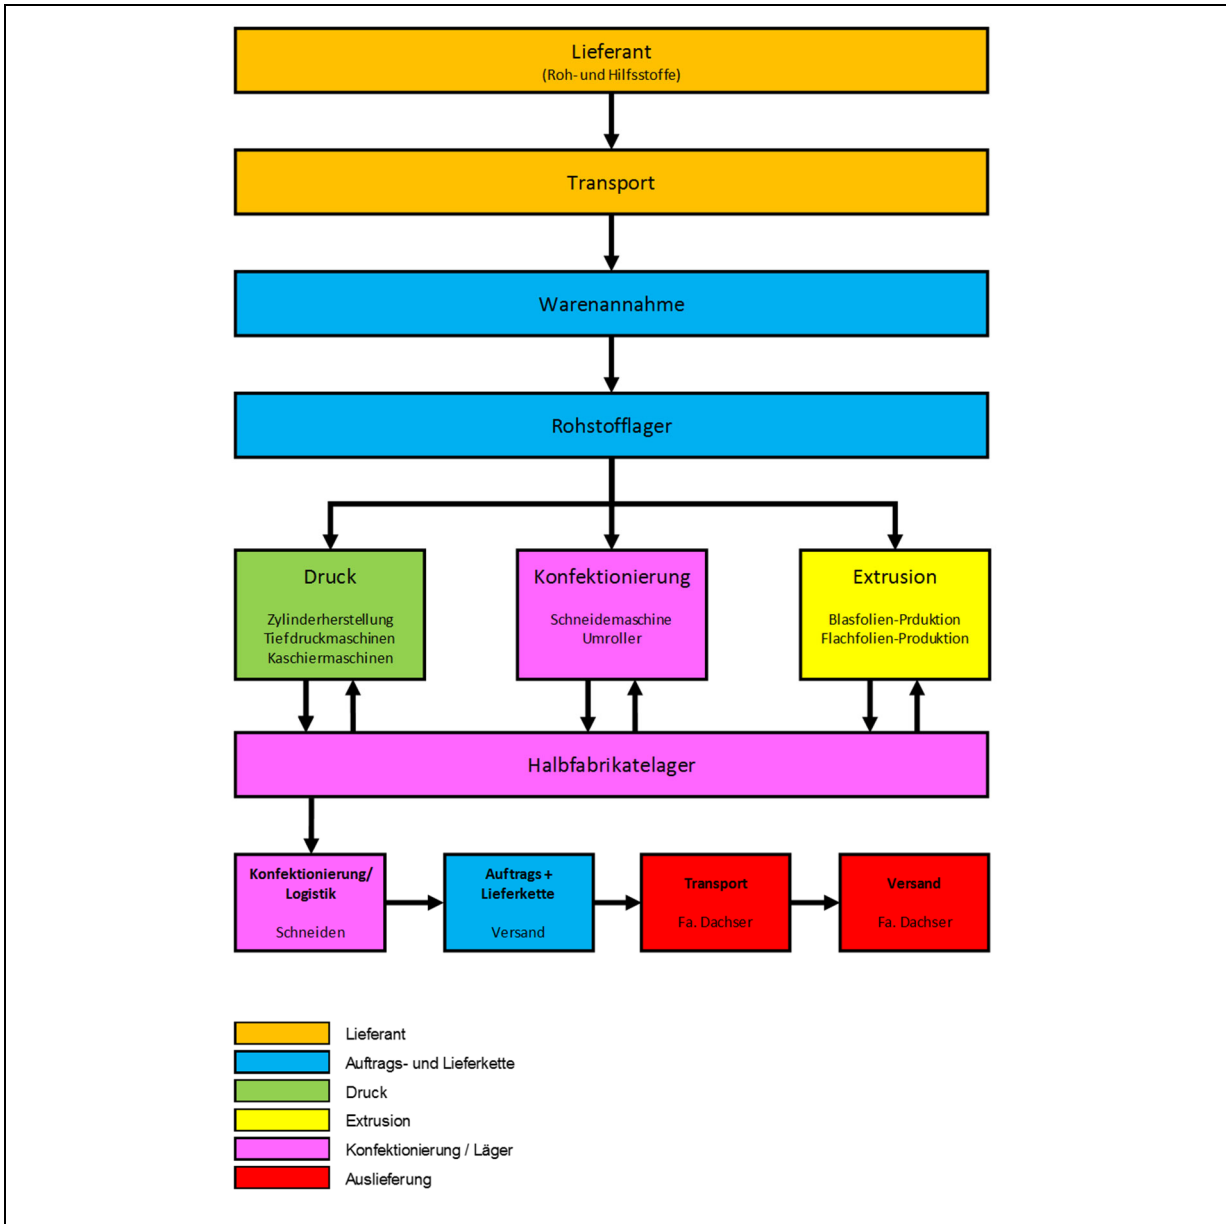 Lieferant
(Roh- und Hilfsstoffe)
Transport
Warenannahme
Rohstofflager
Druck
Zylinderherstellung
Tiefdruckmaschinen
Kaschiermaschinen
Konfektionierung
Schneidemaschine
Umroller
Extrusion
Blasfolien-Prduktion
Flachfolien-Produktion
Halbfabrikatelager
Konfektionierung/
Logistik
Schneiden
Auftrags +
Lieferkette
Versand
Transport
Fa. Dachser
Versand
Fa. Dachser
Lieferant
Auftrags- und Lieferkette
Druck
Extrusion
Konfektionierung / Läger
Auslieferung